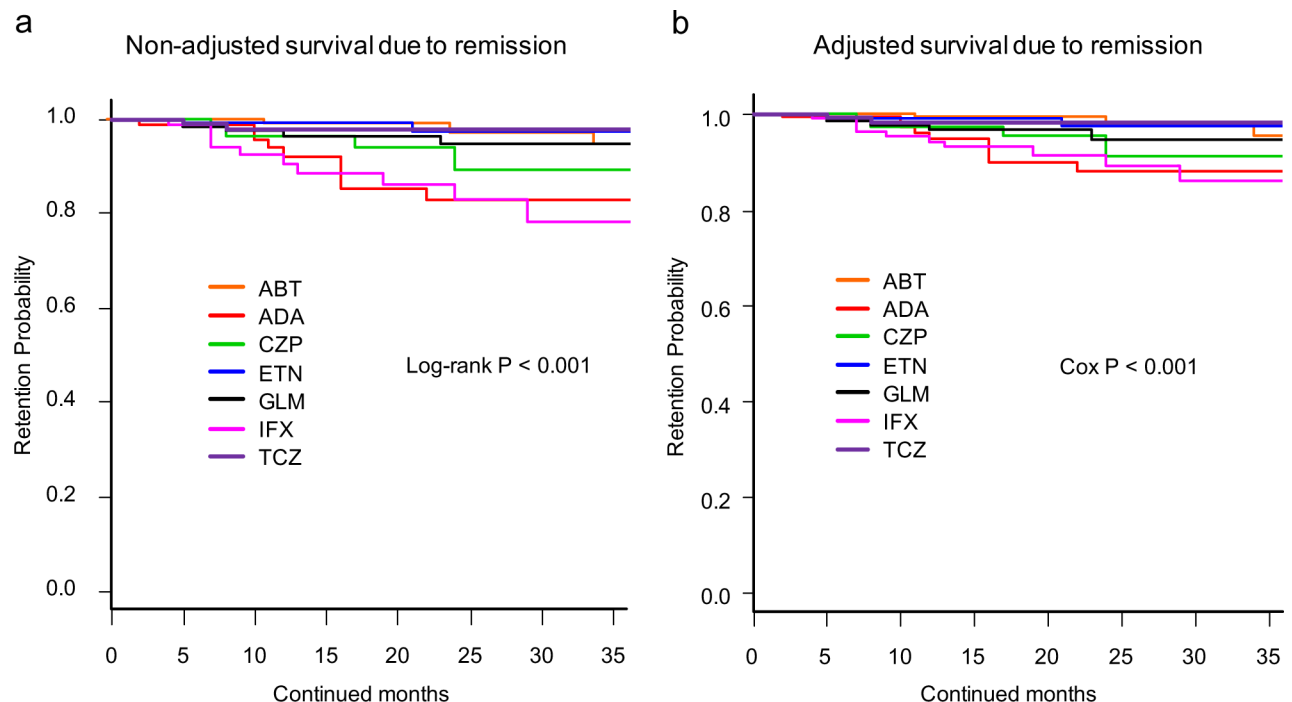 a
Non-adjusted survival due to remission
1.0
0.8
0.6
0.4
0.2
0.0
Retention Probability
ABT
ADA
CZP
ETN
GLM
IFX
TCZ
Log-rank P < 0.001
0 5 10 15 20 25 30 35
Continued months
b
Adjusted survival due to remission
1.0
0.8
0.6
0.4
0.2
0.0
Retention Probability
ABT
ADA
CZP
ETN
GLM
IFX
TCZ
Cox P < 0.001
0 5 10 15 20 25 30 35
Continued months